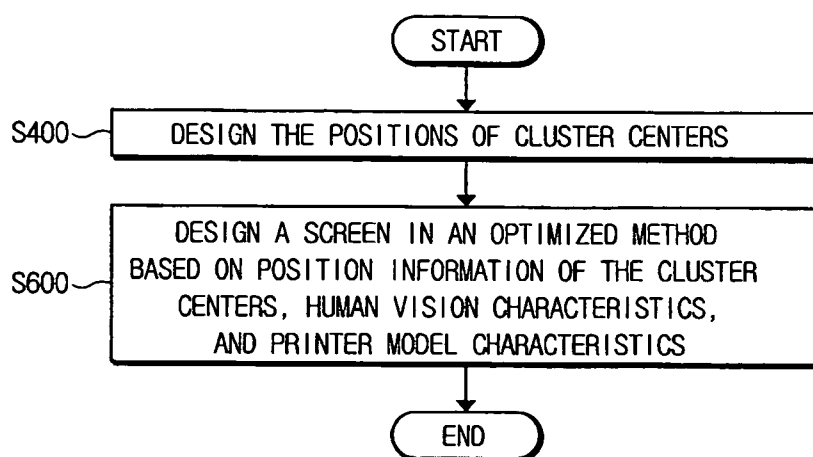 START
S400
DESIGN THE POSITIONS OF CLUSTER CENTERS
S600
DESIGN A SCREEN IN AN OPTIMIZED METHOD
BASED ON POSITION INFORMATION OF THE CLUSTER
CENTERS, HUMAN VISION CHARACTERISTICS,
AND PRINTER MODEL CHARACTERISTICS
END